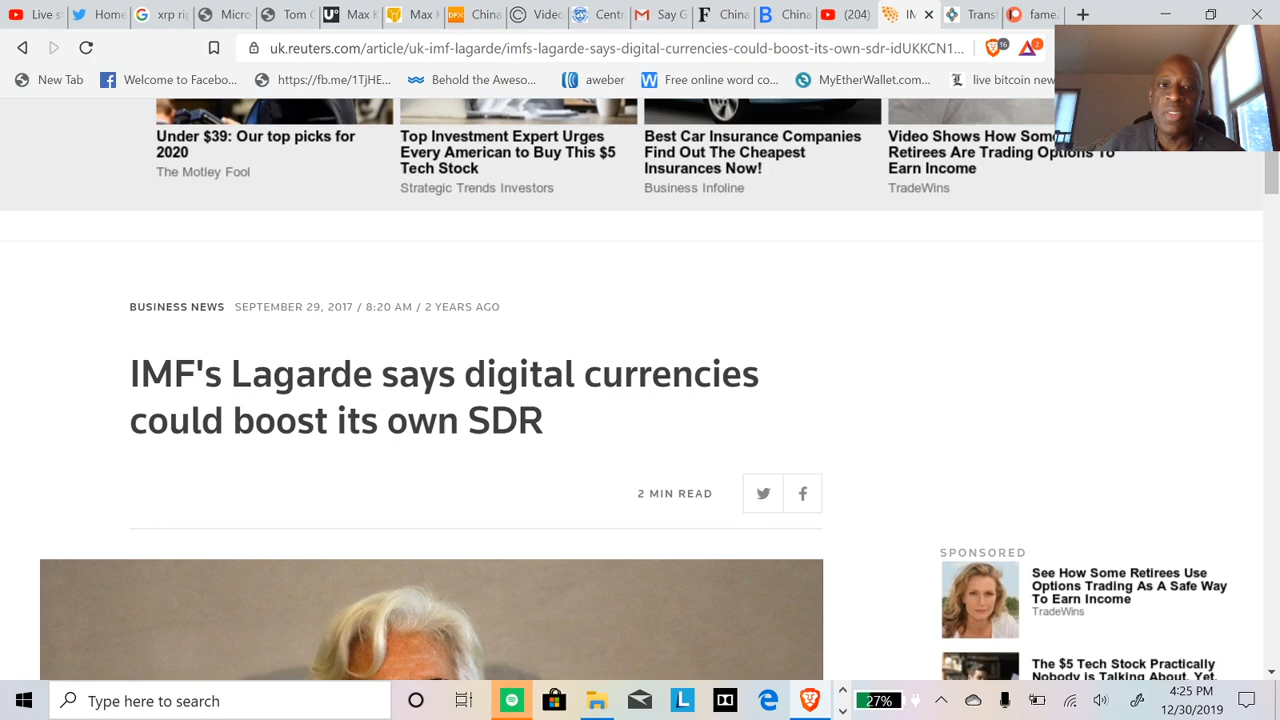 Live s
Home
xrp p
Micro
Tom C
Max
Max K
China
Video
Debit
Say G
China
China
(204)
IM
Trans
fame
uk.reuters.com/article/uk-imf-lagarde/imfs-lagarde-says-digital-currencies-could-boost-its-own-sdr-idUKKCN1...
16
2
New Tab
Welcome to Facebo...
https://fb.me/1TjHE...
Behold the Aweso...
aweber
Free online word co...
MyEtherWallet.com...
live bitcoin new
Under $39: Our top picks for
2020
The Motley Fool
Top Investment Expert Urges
Every American to Buy This $5
Tech Stock
Strategic Trends Investors
Best Car Insurance Companies
Find Out The Cheapest
Insurances Now!
Business Infoline
Video Shows How Som
Retirees Are Trading Options To
Earn Income
TradeWins
BUSINESS NEWS SEPTEMBER 29, 2017 / 8:20 AM / 2 YEARS AGO
IMF's Lagarde says digital currencies
could boost its own SDR
2 MIN READ
SPONSORED
See How Some Retirees Use
Options Trading As A Safe Way
To Earn Income
TradeWins
The $5 Tech Stock Practically
Nobody is Talking About, Yet.
Type here to search
27%
4:25 PM
12/30/2019